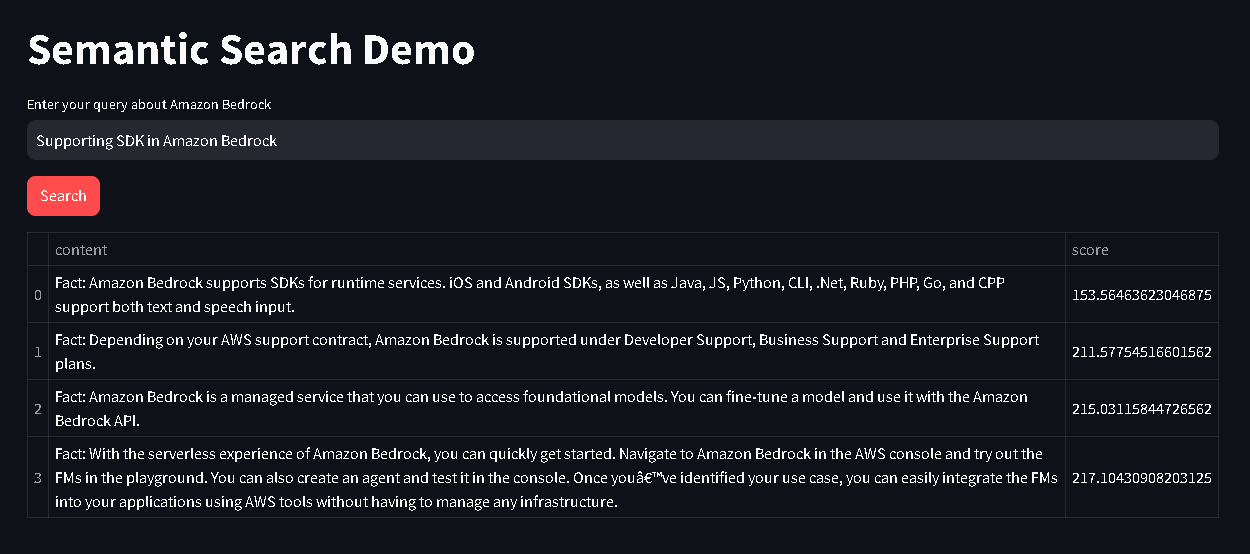 Semantic Search Demo
Enter your query about Amazon Bedrock
Supporting SDK in Amazon Bedrock
Search
content score
0 Fact: Amazon Bedrock supports SDKs for runtime services. iOS and Android SDKs, as well as Java, JS, Python, CLI, .Net, Ruby, PHP, Go, and CPP
support both text and speech input. 153.56463623046875
1 Fact: Depending on your AWS support contract, Amazon Bedrock is supported under Developer Support, Business Support and Enterprise Support
plans. 211.57754516601562
2 Fact: Amazon Bedrock is a managed service that you can use to access foundational models. You can fine-tune a model and use it with the Amazon
Bedrock API. 215.03115844726562
Fact: With the serverless experience of Amazon Bedrock, you can quickly get started. Navigate to Amazon Bedrock in the AWS console and try out the
3 FMs in the playground. You can also create an agent and test it in the console. Once youâ€™ve identified your use case, you can easily integrate the FMs 217.10430908203125
into your applications using AWS tools without having to manage any infrastructure.